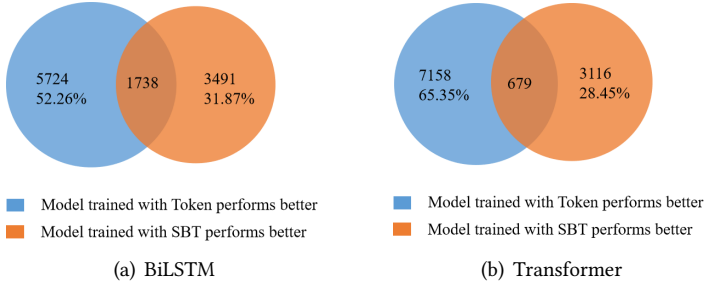 5724
52.26%
1738
3491
31.87%
Model trained with Token performs better
Model trained with SBT performs better
(a) BiLSTM
7158
65.35%
679
3116
28.45%
Model trained with Token performs better
Model trained with SBT performs better
(b) Transformer